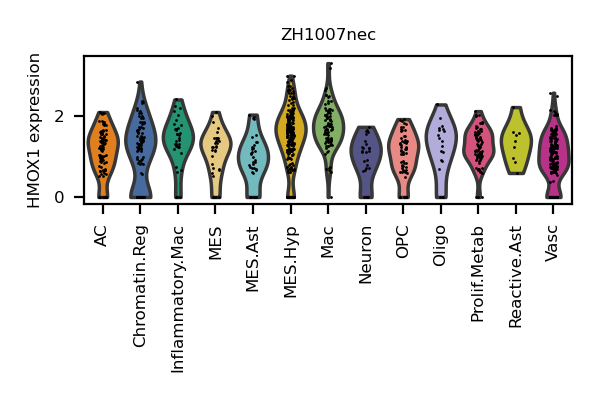 ZH1007nec
HMOX1 expression
2
0
AC
Chromatin.Reg
Inflammatory.Mac
MES
MES.Ast
MES.Hyp
Mac
Neuron
OPC
Oligo
Prolif.Metab
Reactive.Ast
Vasc